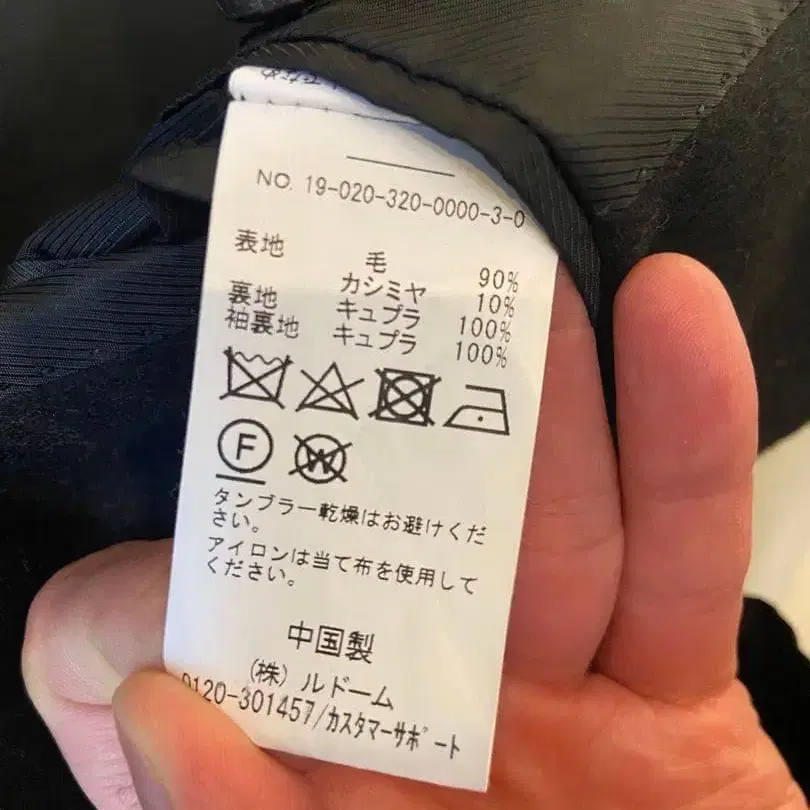 NO. 19-020-320-0000-3-0
表地 毛 90%
カシミヤ 10%
裏地 キュプラ 100%
袖裏地 キュプラ 100%
F
W
タンブラー乾燥はお避けくだ
さい。
アイロンは当て布を使用して
ください。
中国製
(株) ルドーム
0120-301457/カスタマーサポート